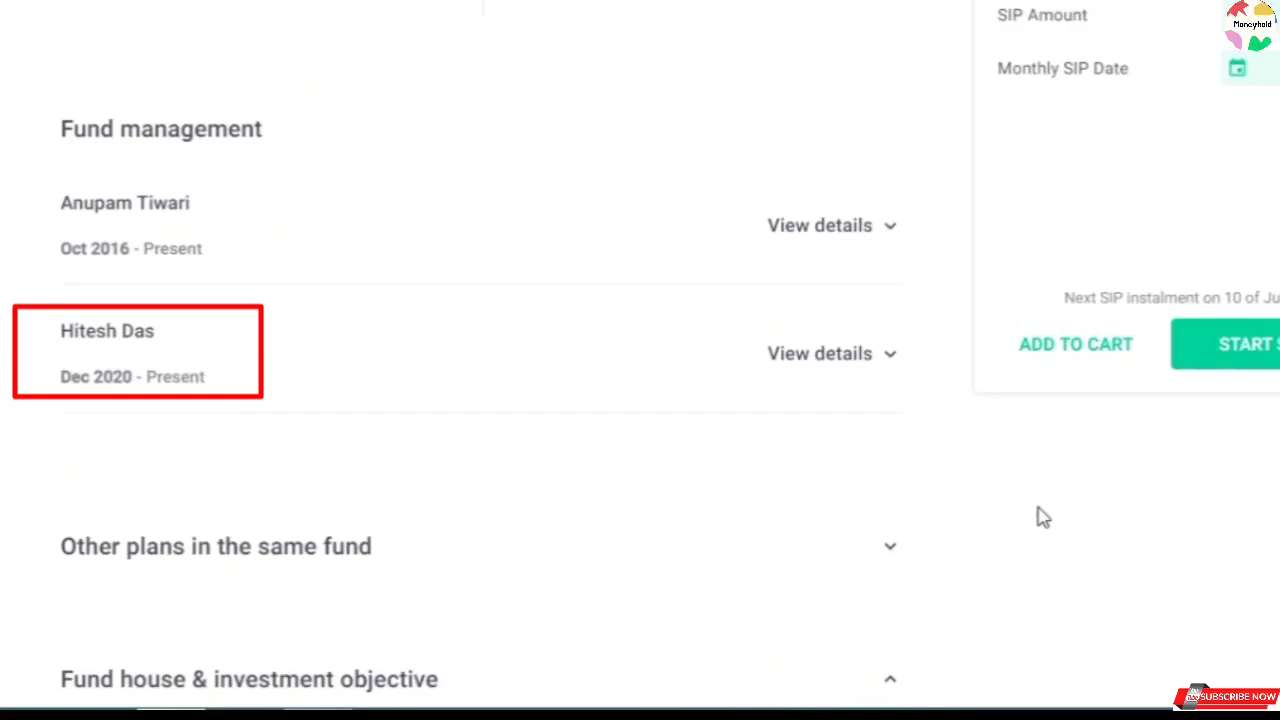 SIP Amount
Moneyhold
Monthly SIP Date
Fund management
Anupam Tiwari
Oct 2016 - Present
View details
Hitesh Das
Dec 2020 - Present
View details
Next SIP instalment on 10 of Ju
ADD TO CART
START S
Other plans in the same fund
Fund house & investment objective
SUBSCRIBE NOW